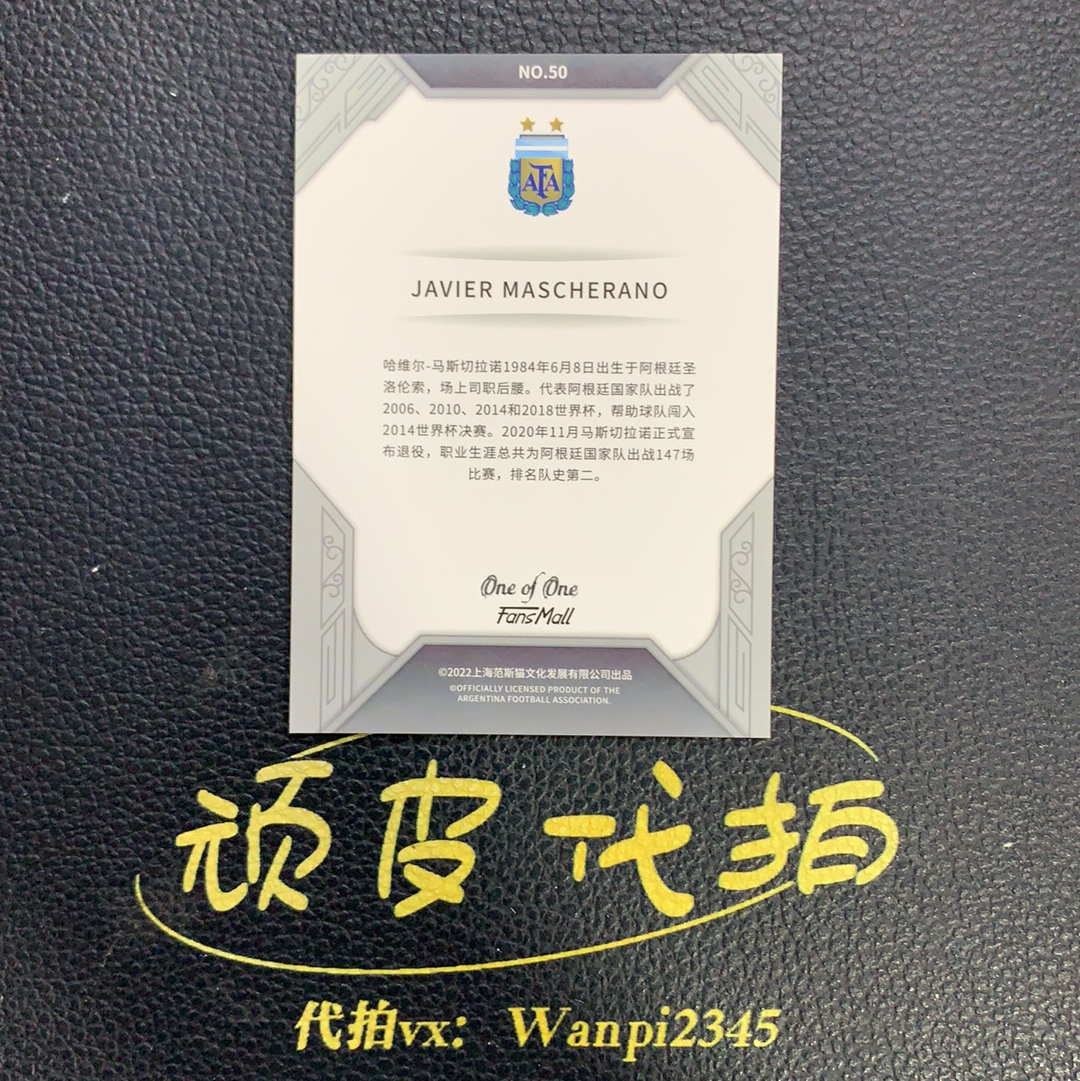 NO.50
AFA
JAVIER MASCHERANO
哈维尔-马斯切拉诺1984年6月8日出生于阿根廷圣
洛伦索，场上司职后腰。代表阿根廷国家队出战了
2006、2010、2014和2018世界杯，帮助球队闯入
2014世界杯决赛。2020年11月马斯切拉诺正式宣
布退役，职业生涯总共为阿根廷国家队出战147场
比赛，排名队史第二。
One of One
FansMall
©2022上海范斯猫文化发展有限公司出品
©OFFICIALLY LICENSED PRODUCT OF THE
ARGENTINA FOOTBALL ASSOCIATION.
顽皮代拍
代拍vx：Wanpi2345